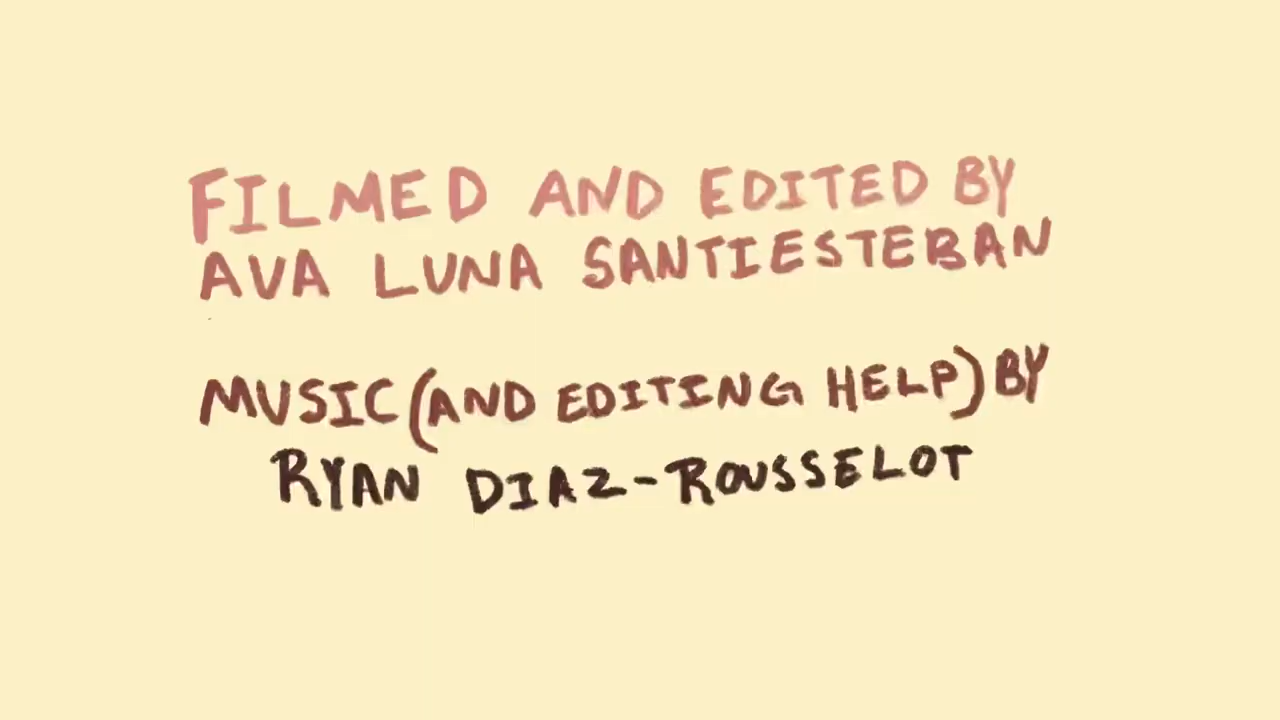 FILMED AND EDITED BY
AVA LUNA SANTIESTEBAN
MUSIC (AND EDITING HELP) BY
RYAN DIAZ-ROUSSELOT